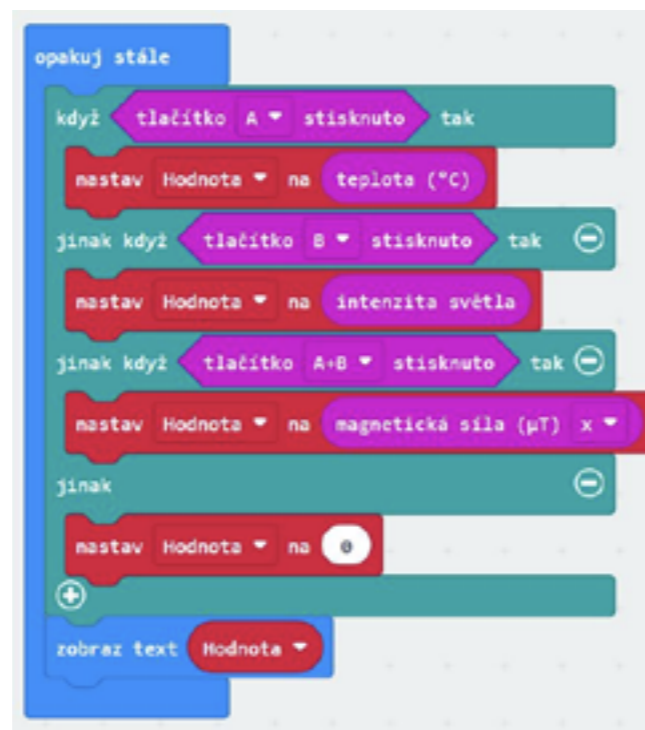 opakuj stále
když tlačítko A stisknuto tak
nastav Hodnota na teplota (°C)
jinak když tlačítko B stisknuto tak
nastav Hodnota na intenzita světla
jinak když tlačítko A+B stisknuto tak
nastav Hodnota na magnetická síla (µT) x
jinak
nastav Hodnota na 0
zobraz text Hodnota